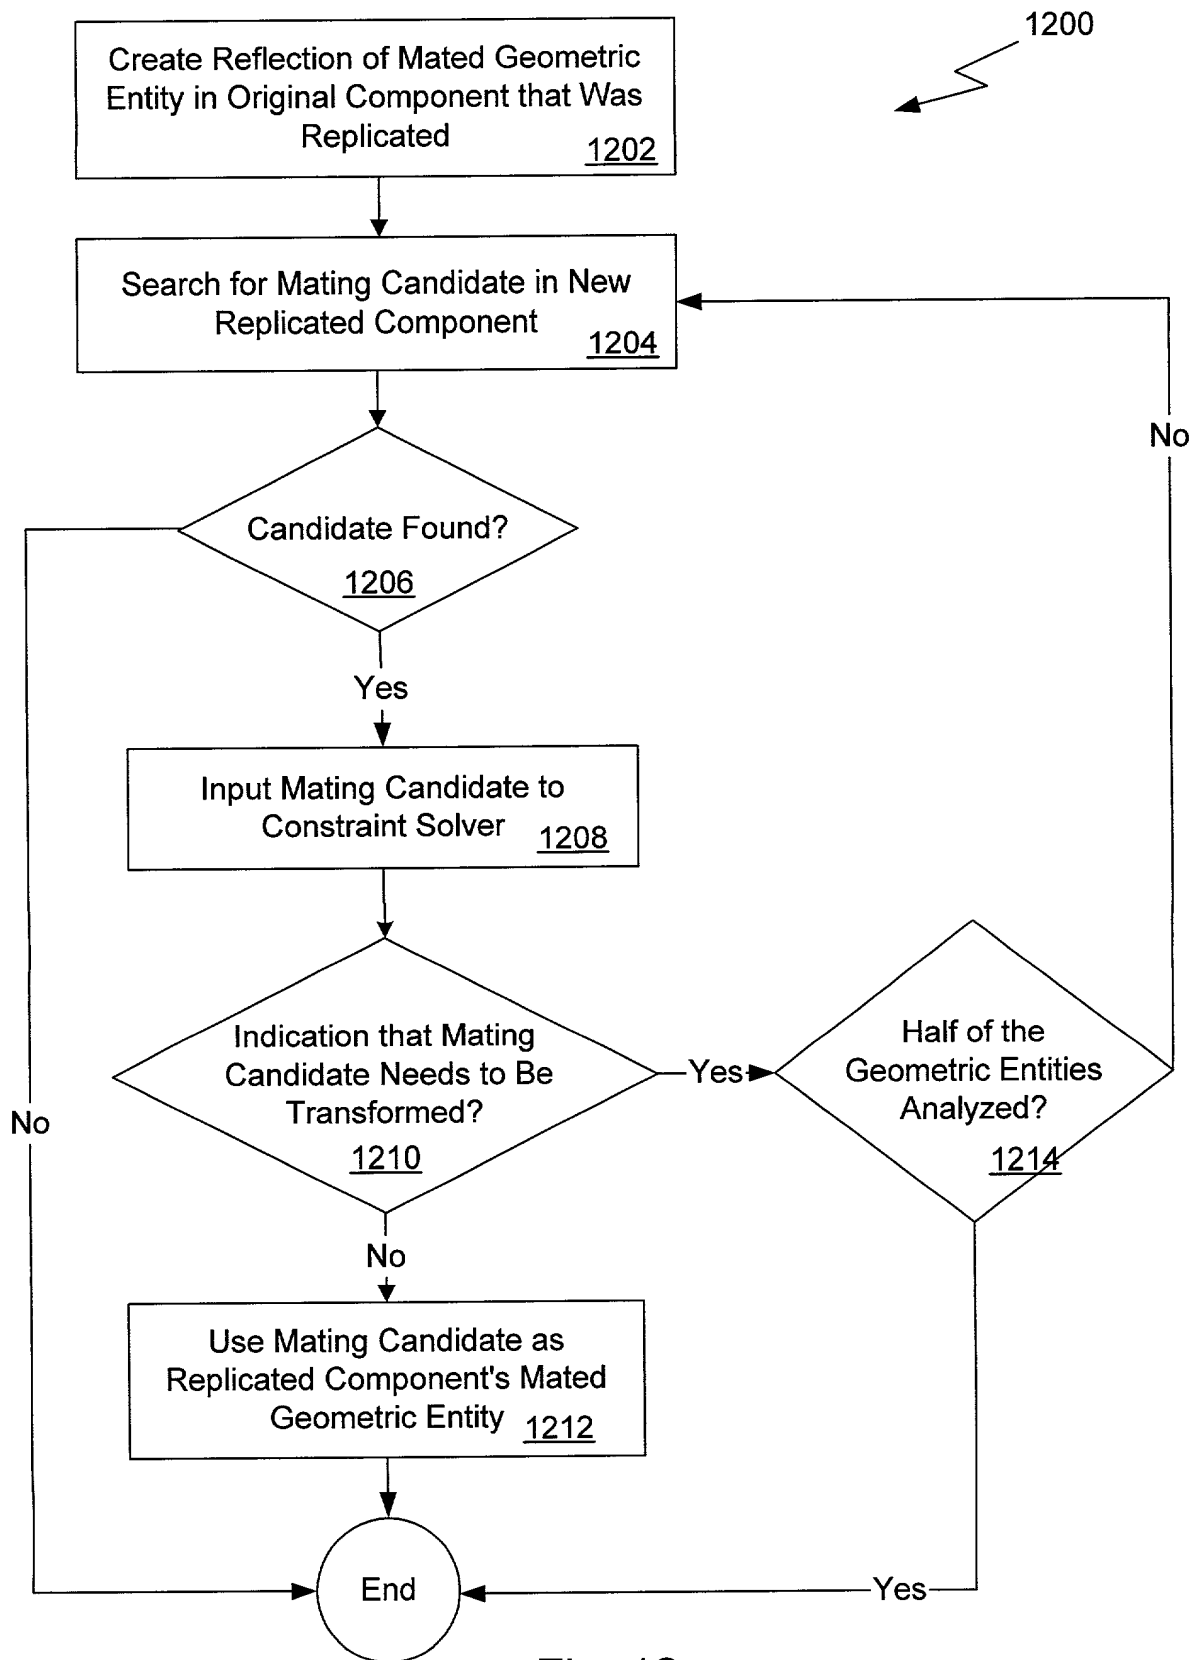 1200
Create Reflection of Mated Geometric
Entity in Original Component that Was
Replicated
1202
Search for Mating Candidate in New
Replicated Component
1204
No
Candidate Found?
1206
Yes
Input Mating Candidate to
Constraint Solver
1208
Indication that Mating
Candidate Needs to Be
Transformed?
1210
Yes
Half of the
Geometric Entities
Analyzed?
1214
No
No
Use Mating Candidate as
Replicated Component's Mated
Geometric Entity
1212
End
Yes